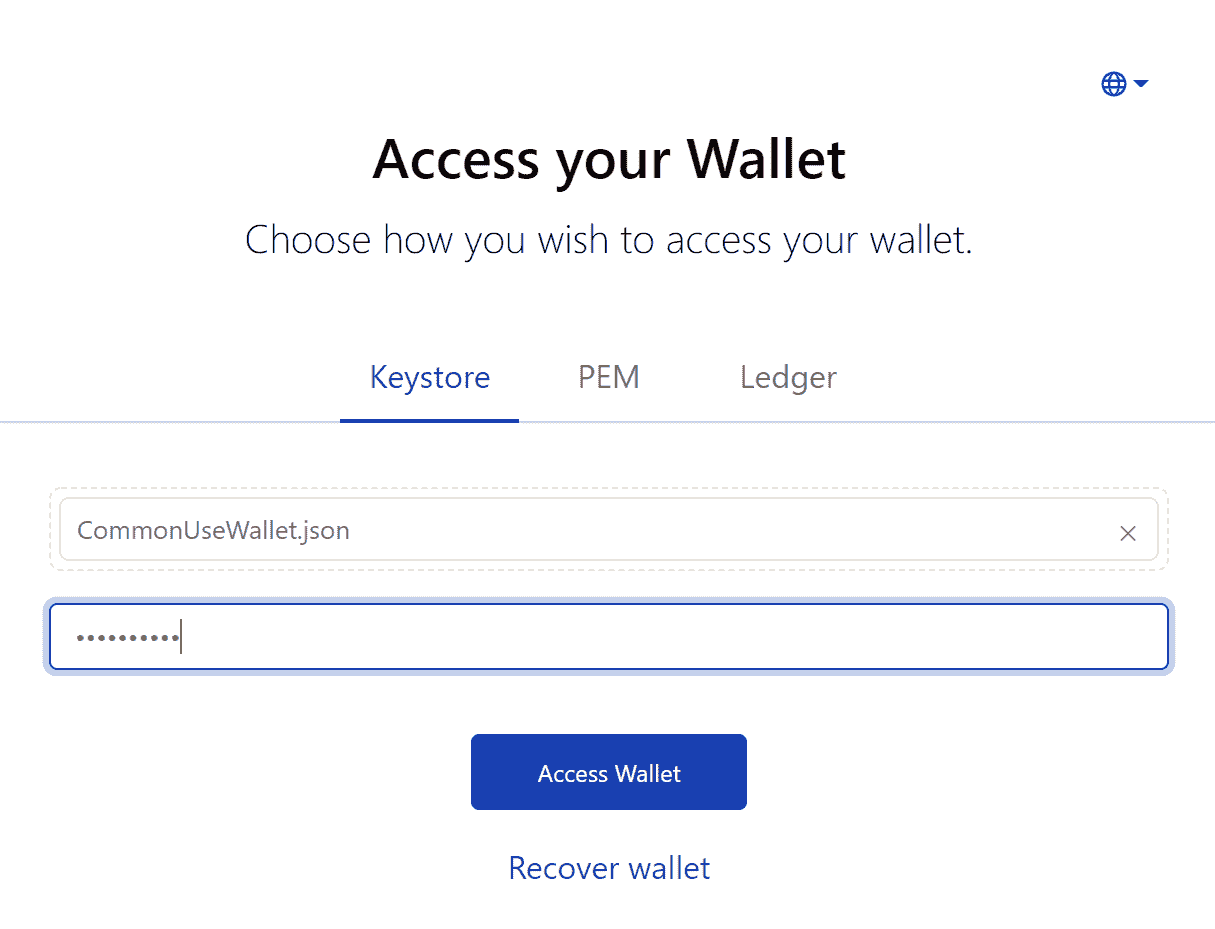 Access your Wallet
Choose how you wish to access your wallet.
Keystore PEM Ledger
CommonUseWallet.json
••••••••••
Access Wallet
Recover wallet